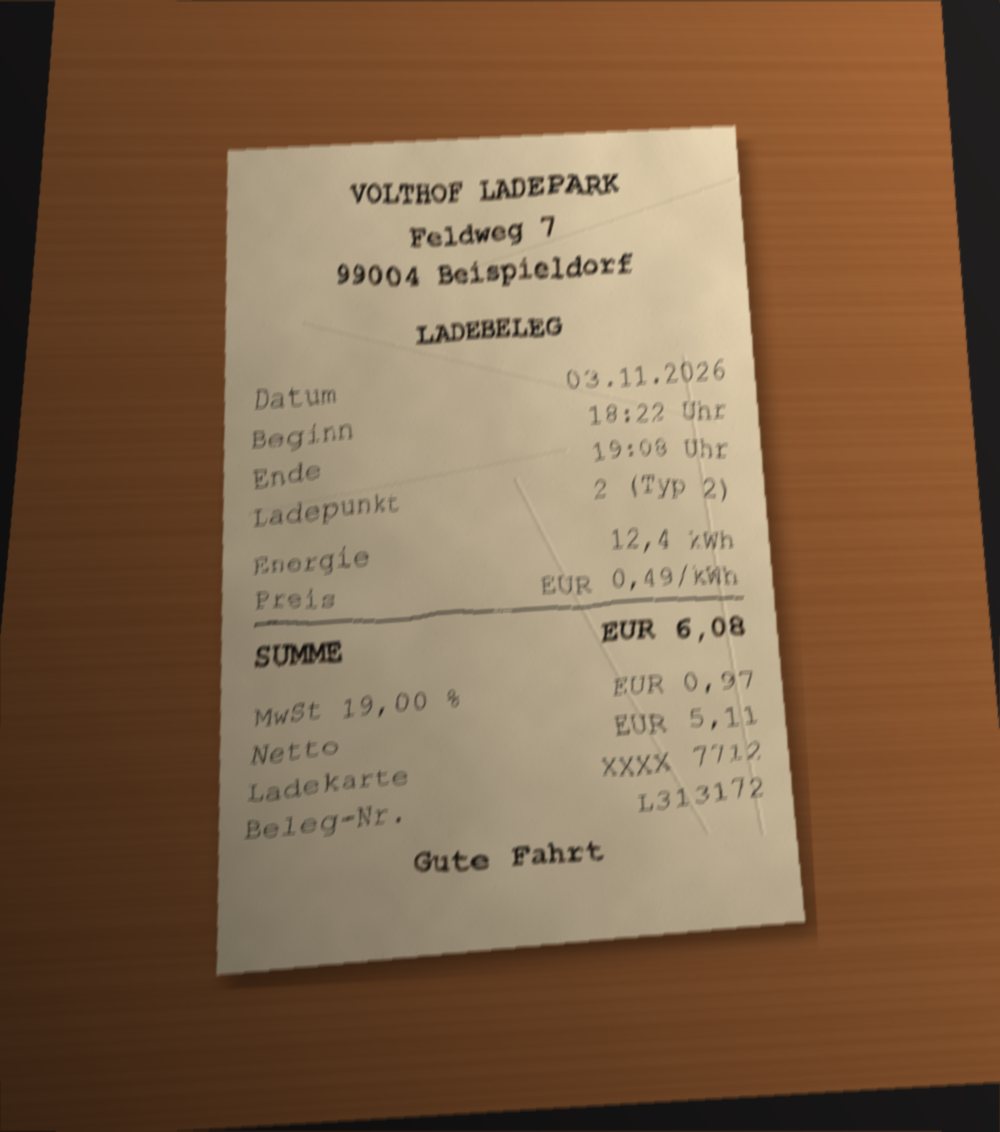 VOLTHOF LADEPARK
Feldweg 7
99004 Beispieldorf
LADEBELEG
Datum 03.11.2026
Beginn 18:22 Uhr
Ende 19:08 Uhr
Ladepunkt 2 (Typ 2)
Energie 12,4 kWh
Preis EUR 0,49/kWh
SUMME EUR 6,08
MwSt 19,00 % EUR 0,97
Netto EUR 5,11
Ladekarte XXXX 7712
Beleg-Nr. L313172
Gute Fahrt